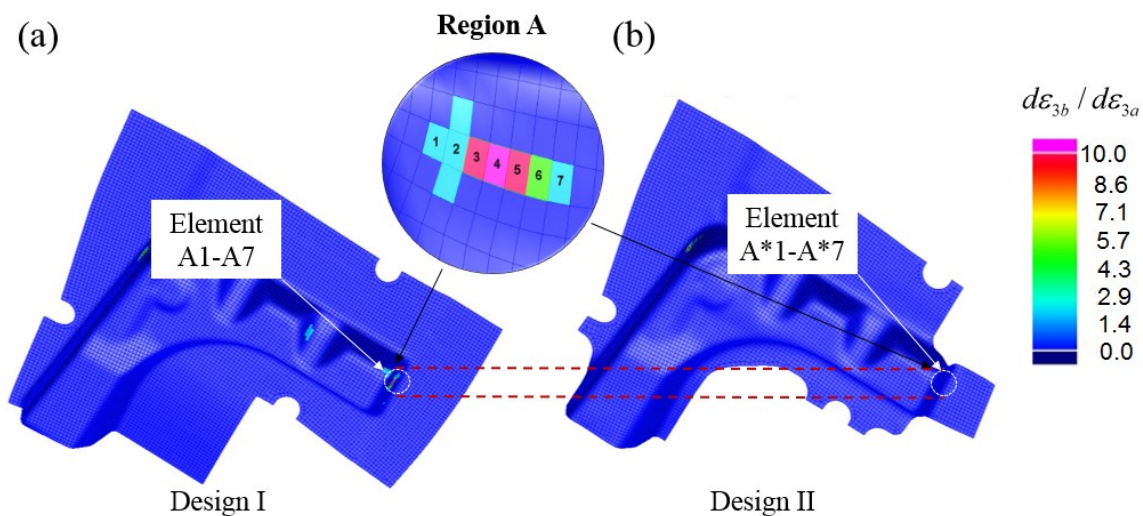 Region A
(a)
(b)
dε3b / dε3a
10.0
8.6
7.1
5.7
4.3
2.9
1.4
0.0
1
2
3
4
5
6
7
Element
A1-A7
Element
A*1-A*7
Design I
Design II